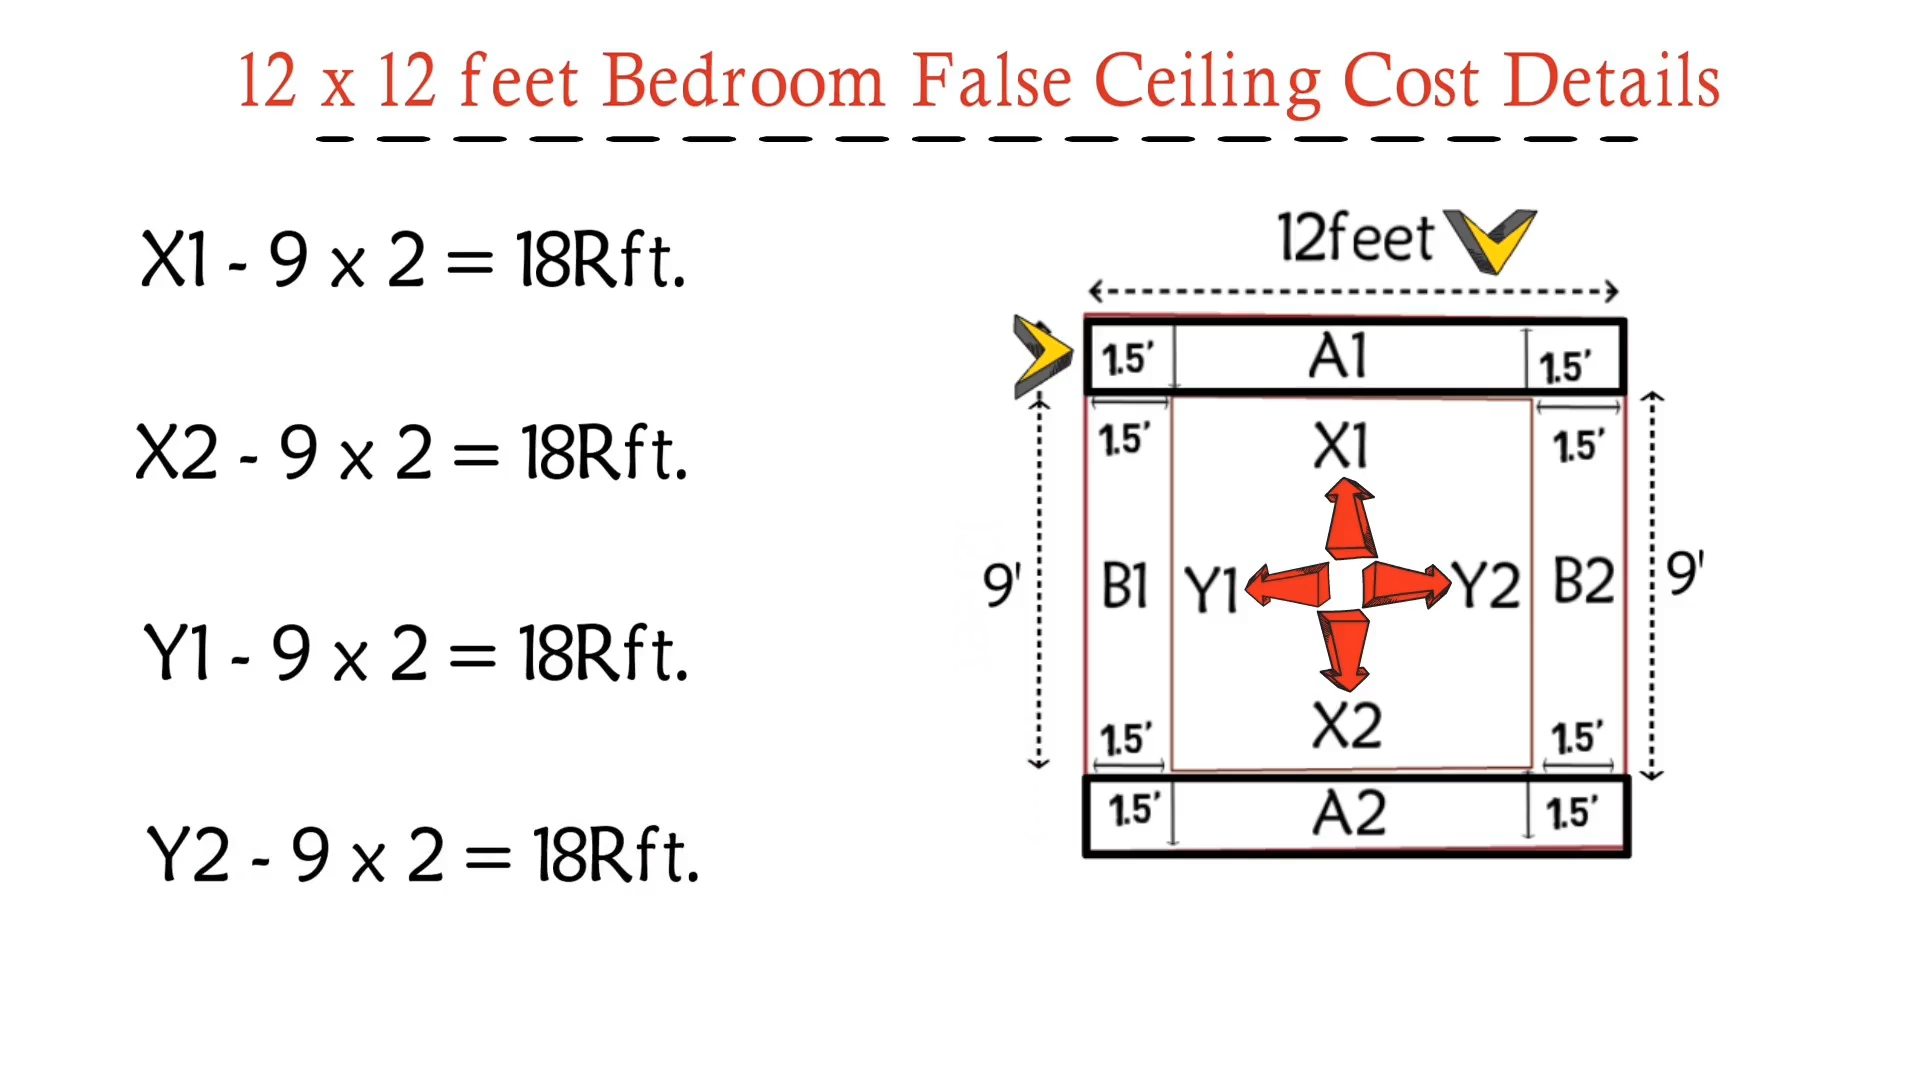 12 x 12 feet Bedroom False Ceiling Cost Details
X1 - 9 x 2 = 18Rft.
X2 - 9 x 2 = 18Rft.
Y1 - 9 x 2 = 18Rft.
Y2 - 9 x 2 = 18Rft.
12feet
1.5' A1 1.5'
1.5' X1 1.5'
9' B1 Y1 Y2 B2 9'
X2
1.5' 1.5'
1.5' A2 1.5'